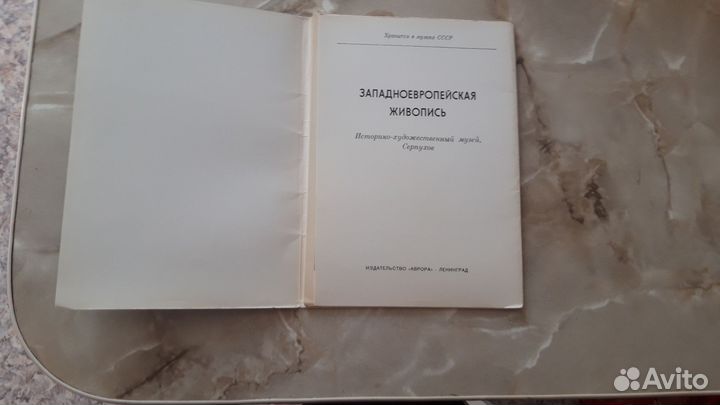 Хранится в музеях СССР
ЗАПАДНОЕВРОПЕЙСКАЯ
ЖИВОПИСЬ
Историко-художественный музей,
Серпухов
ИЗДАТЕЛЬСТВО «АВРОРА» · ЛЕНИНГРАД
Avito